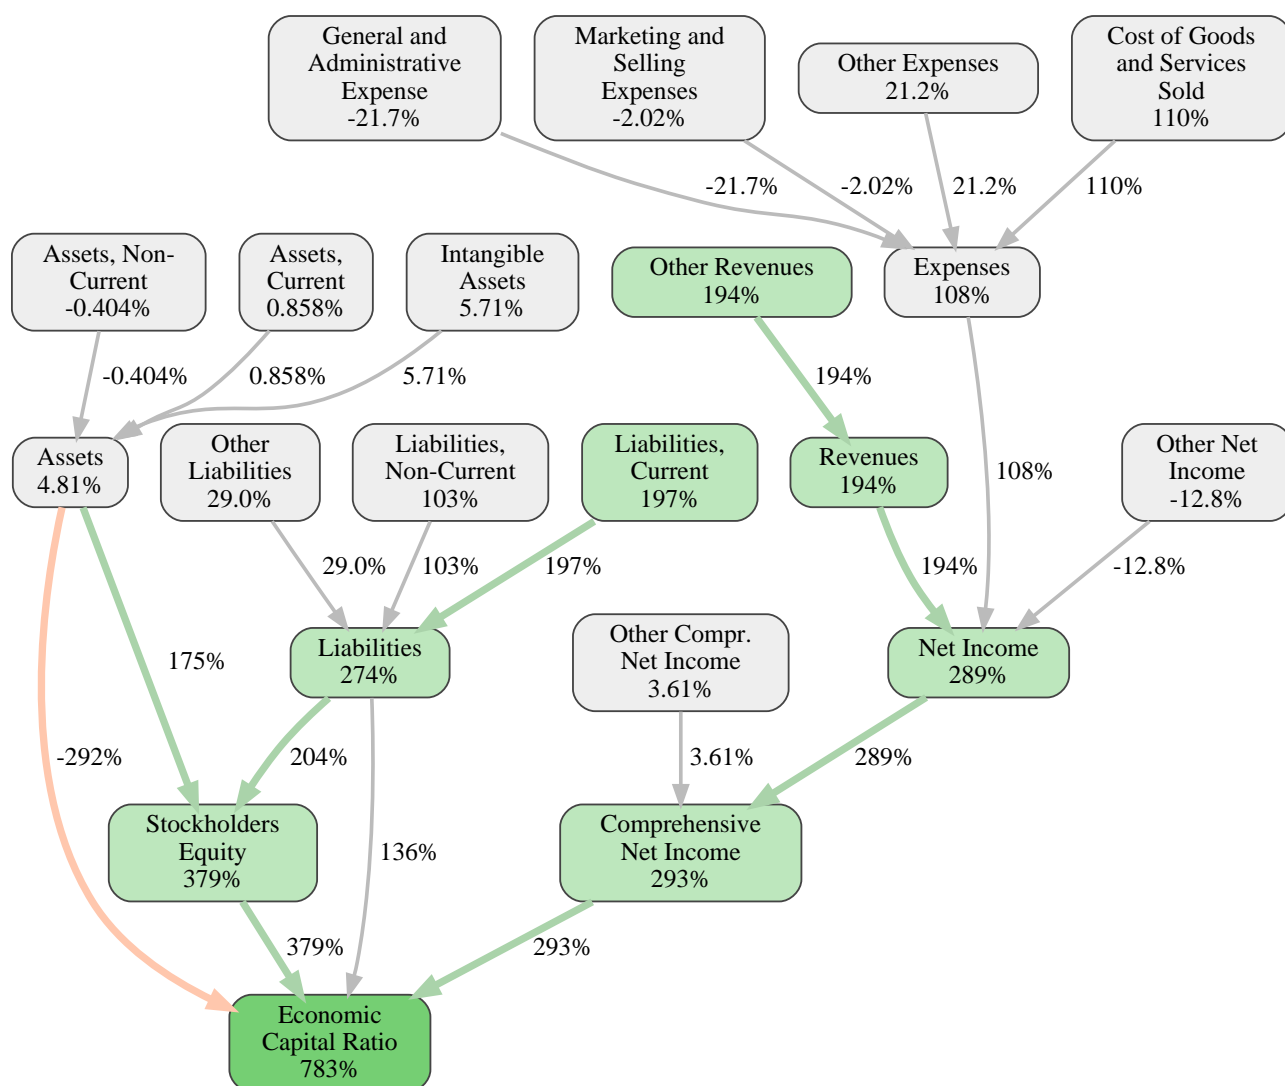 General and
Administrative
Expense
-21.7%
Marketing and
Selling
Expenses
-2.02%
Other Expenses
21.2%
Cost of Goods
and Services
Sold
110%
-21.7%
-2.02%
21.2%
110%
Assets, Non-
Current
-0.404%
Assets,
Current
0.858%
Intangible
Assets
5.71%
Other Revenues
194%
Expenses
108%
-0.404%
0.858%
5.71%
194%
Assets
4.81%
Other
Liabilities
29.0%
Liabilities,
Non-Current
103%
Liabilities,
Current
197%
Revenues
194%
108%
Other Net
Income
-12.8%
29.0%
103%
197%
194%
-12.8%
175%
Liabilities
274%
Other Compr.
Net Income
3.61%
Net Income
289%
-292%
204%
3.61%
289%
Stockholders
Equity
379%
136%
Comprehensive
Net Income
293%
379%
293%
Economic
Capital Ratio
783%